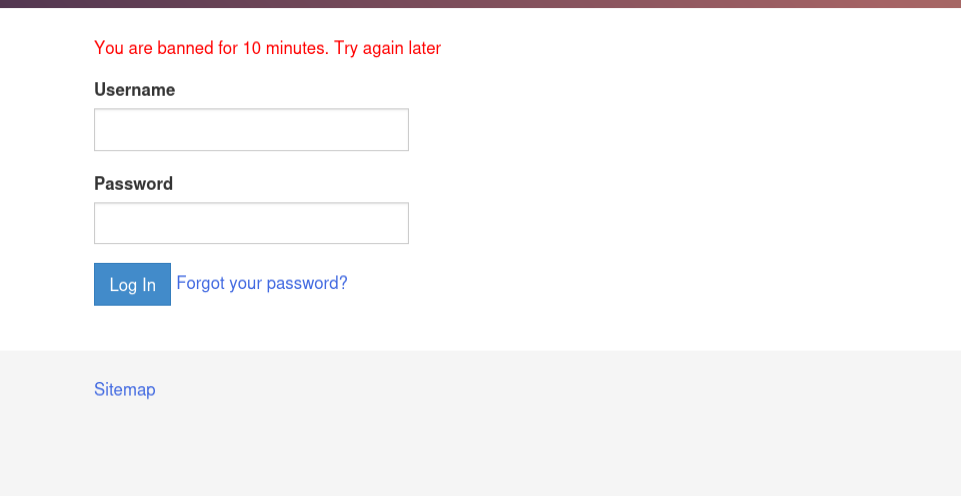 You are banned for 10 minutes. Try again later
Username
Password
Log In Forgot your password?
Sitemap